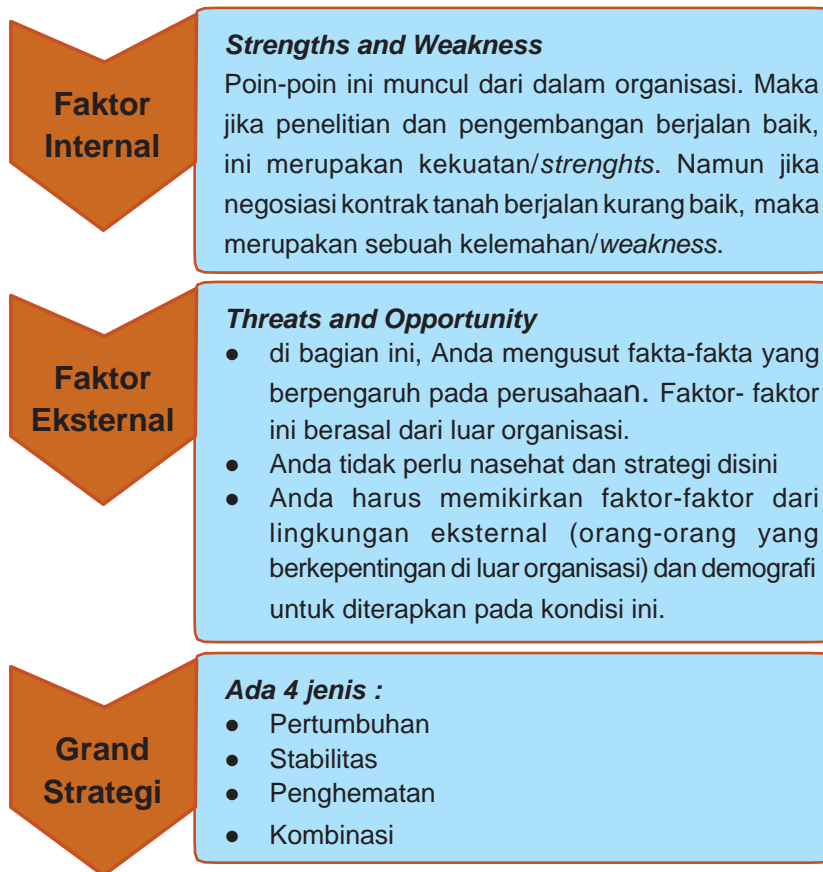 Faktor
Internal
Strengths and Weakness
Poin-poin ini muncul dari dalam organisasi. Maka
jika penelitian dan pengembangan berjalan baik,
ini merupakan kekuatan/strenghts. Namun jika
negosiasi kontrak tanah berjalan kurang baik, maka
merupakan sebuah kelemahan/weakness.
Faktor
Eksternal
Threats and Opportunity
● di bagian ini, Anda mengusut fakta-fakta yang
berpengaruh pada perusahaan. Faktor- faktor
ini berasal dari luar organisasi.
● Anda tidak perlu nasehat dan strategi disini
● Anda harus memikirkan faktor-faktor dari
lingkungan eksternal (orang-orang yang
berkepentingan di luar organisasi) dan demografi
untuk diterapkan pada kondisi ini.
Grand
Strategi
Ada 4 jenis :
● Pertumbuhan
● Stabilitas
● Penghematan
● Kombinasi